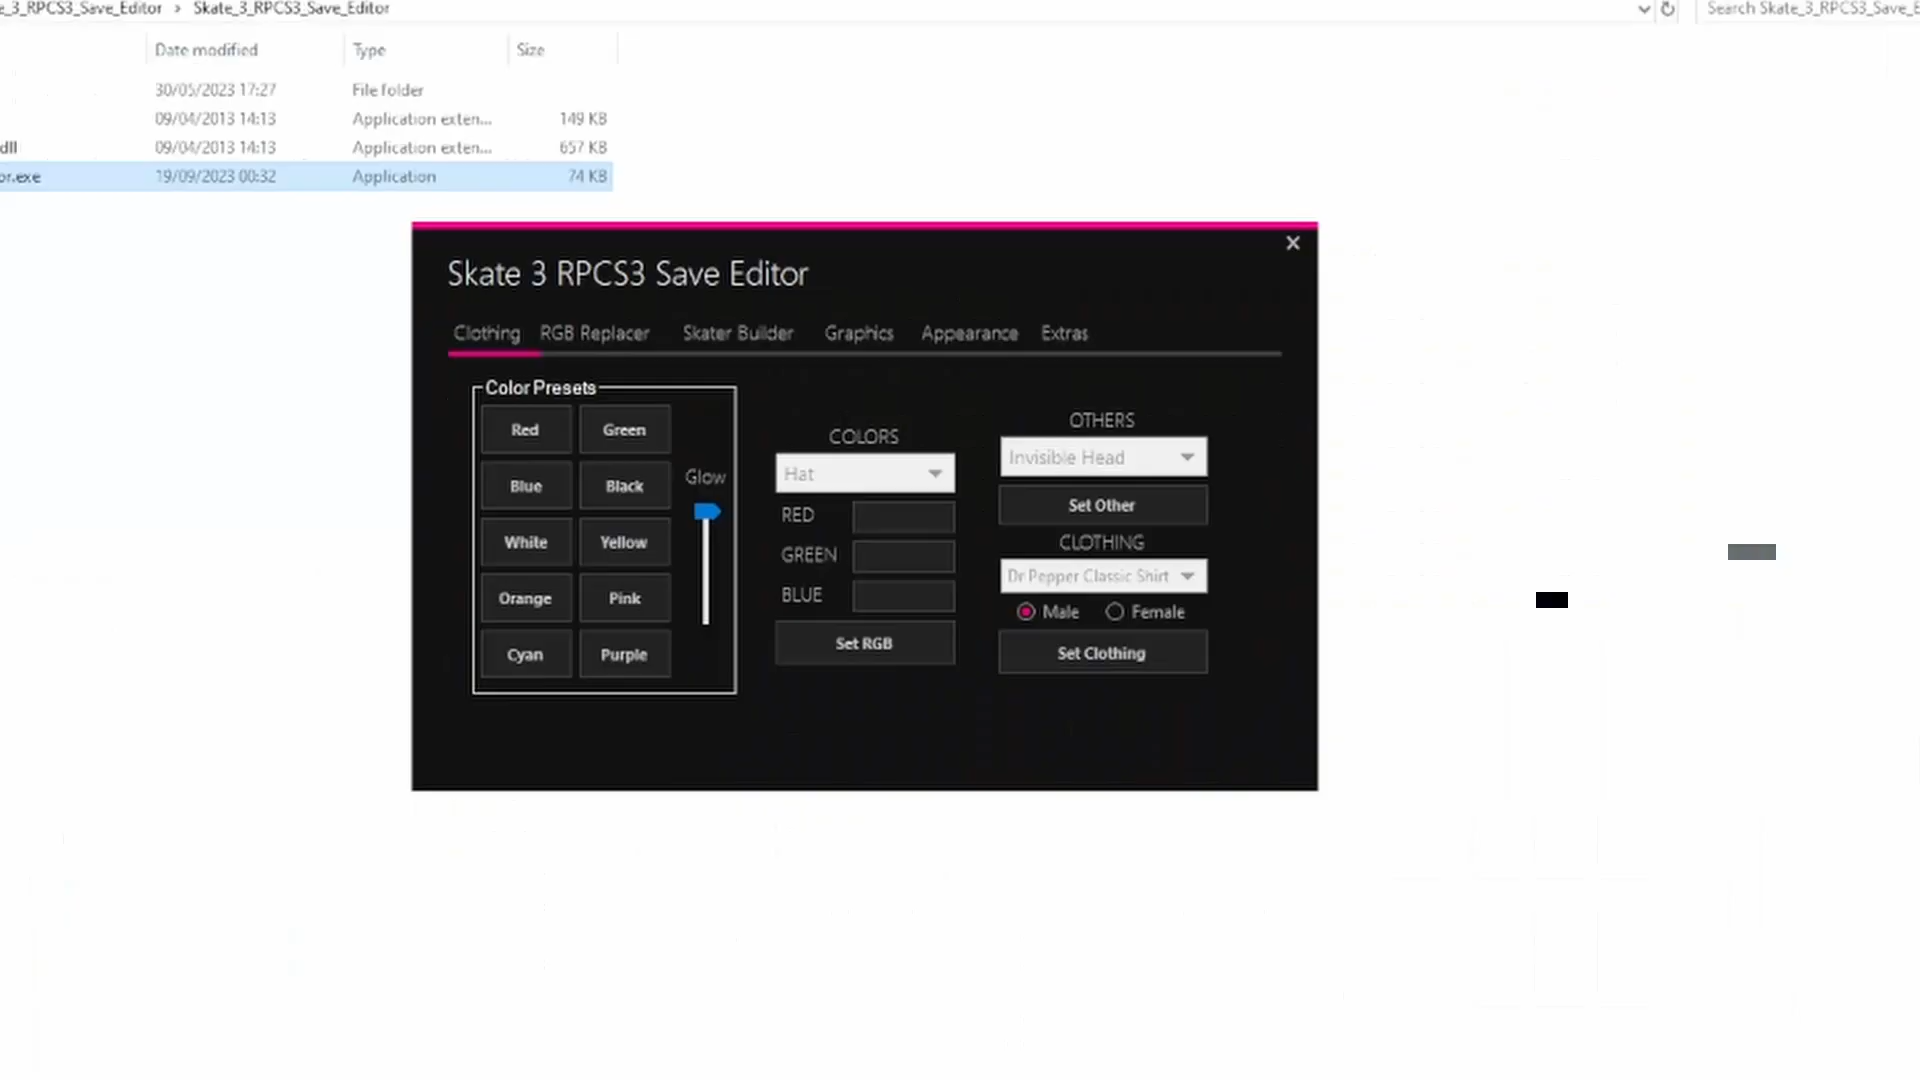 e_3_RPCS3_Save_Editor › Skate_3_RPCS3_Save_Editor
Search Skate_3_RPCS3_Save_E
Date modified Type Size
30/05/2023 17:27 File folder
09/04/2013 14:13 Application exten... 149 KB
dll 09/04/2013 14:13 Application exten... 657 KB
or.exe 19/09/2023 00:32 Application 74 KB
Skate 3 RPCS3 Save Editor
Clothing RGB Replacer Skater Builder Graphics Appearance Extras
Color Presets
Red Green
Blue Black
White Yellow
Orange Pink
Cyan Purple
Glow
COLORS
Hat
RED
GREEN
BLUE
Set RGB
OTHERS
Invisible Head
Set Other
CLOTHING
Dr Pepper Classic Shirt
Male Female
Set Clothing